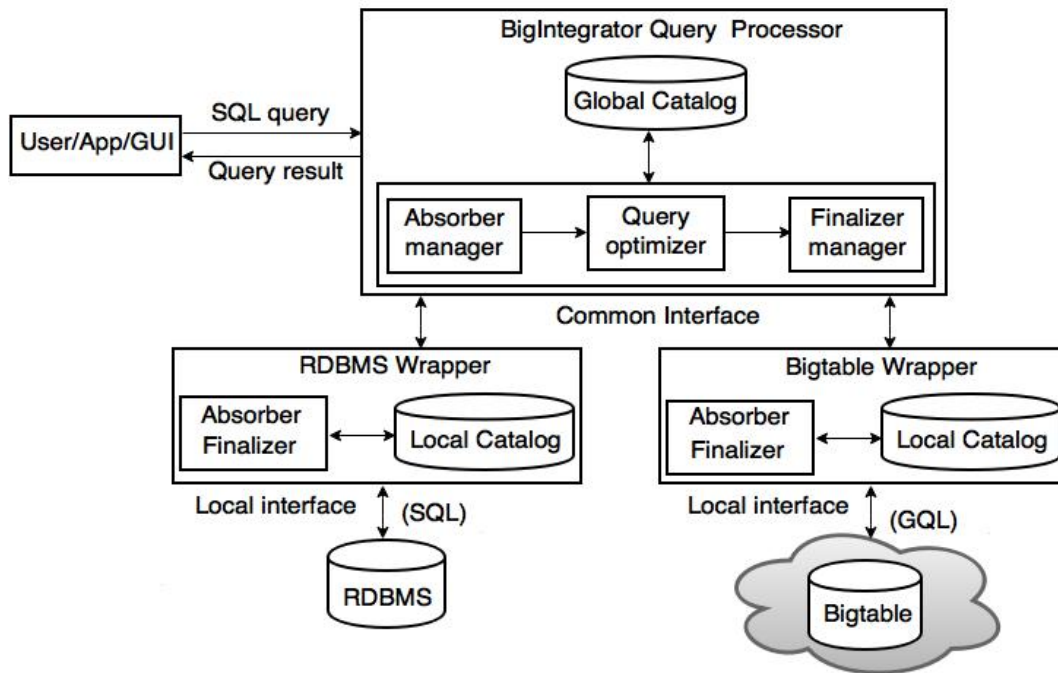 BigIntegrator Query Processor
Global Catalog
SQL query
User/App/GUI
Query result
Absorber
manager
Query
optimizer
Finalizer
manager
Common Interface
RDBMS Wrapper
Absorber
Finalizer
Local Catalog
Bigtable Wrapper
Absorber
Finalizer
Local Catalog
Local interface
(SQL)
RDBMS
Local interface
(GQL)
Bigtable